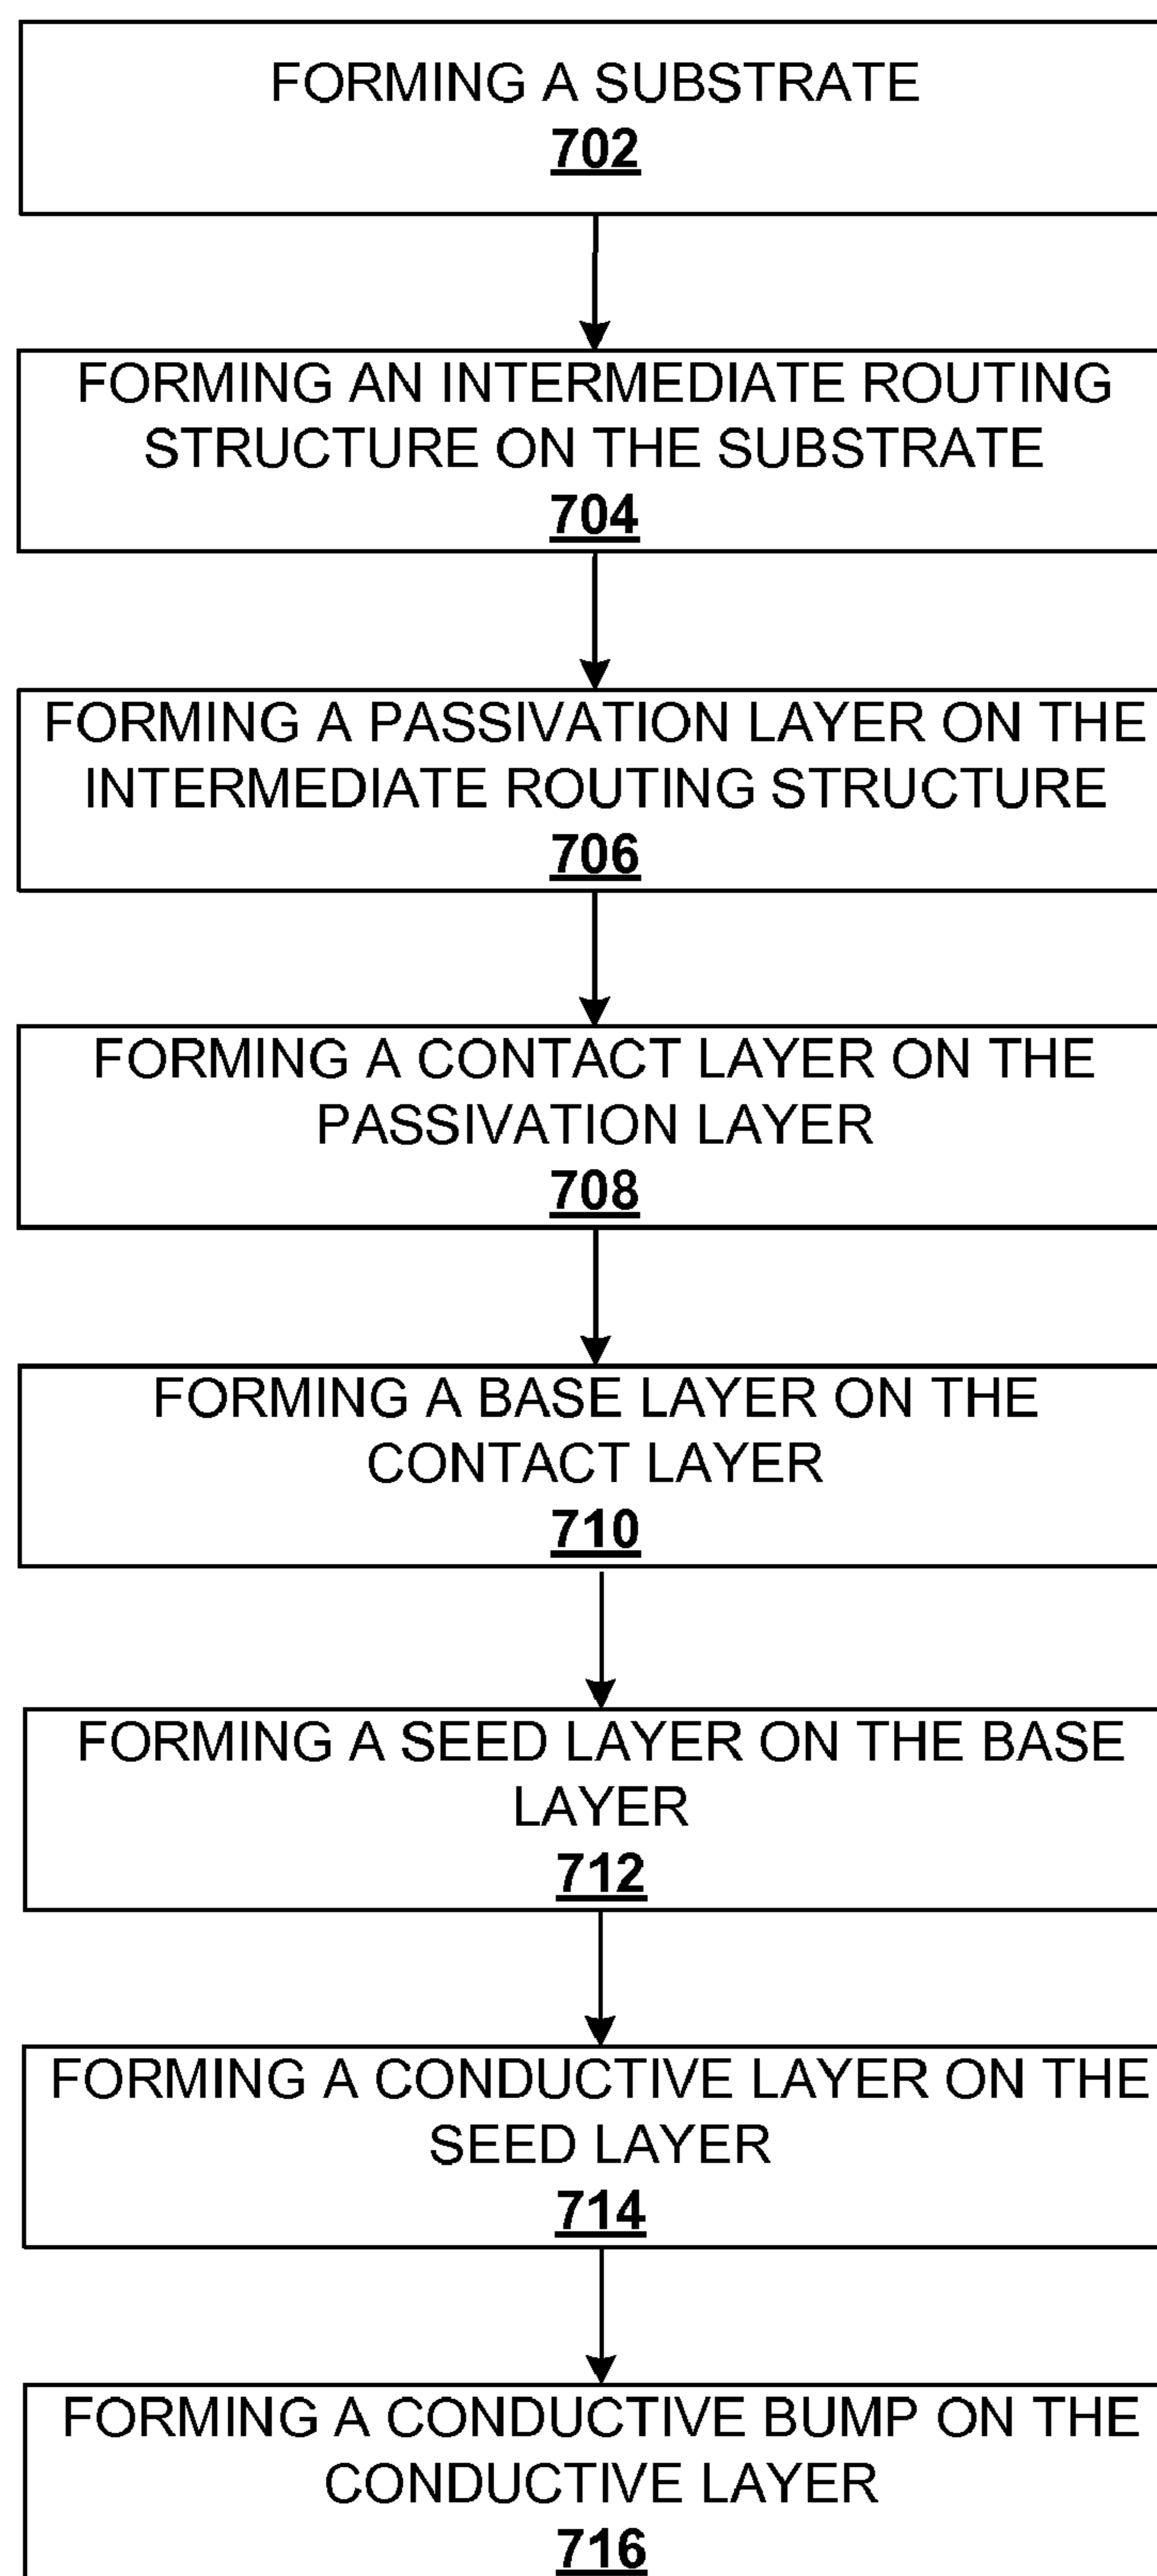 FORMING A SUBSTRATE
702
FORMING AN INTERMEDIATE ROUTING
STRUCTURE ON THE SUBSTRATE
704
FORMING A PASSIVATION LAYER ON THE
INTERMEDIATE ROUTING STRUCTURE
706
FORMING A CONTACT LAYER ON THE
PASSIVATION LAYER
708
FORMING A BASE LAYER ON THE
CONTACT LAYER
710
FORMING A SEED LAYER ON THE BASE
LAYER
712
FORMING A CONDUCTIVE LAYER ON THE
SEED LAYER
714
FORMING A CONDUCTIVE BUMP ON THE
CONDUCTIVE LAYER
716